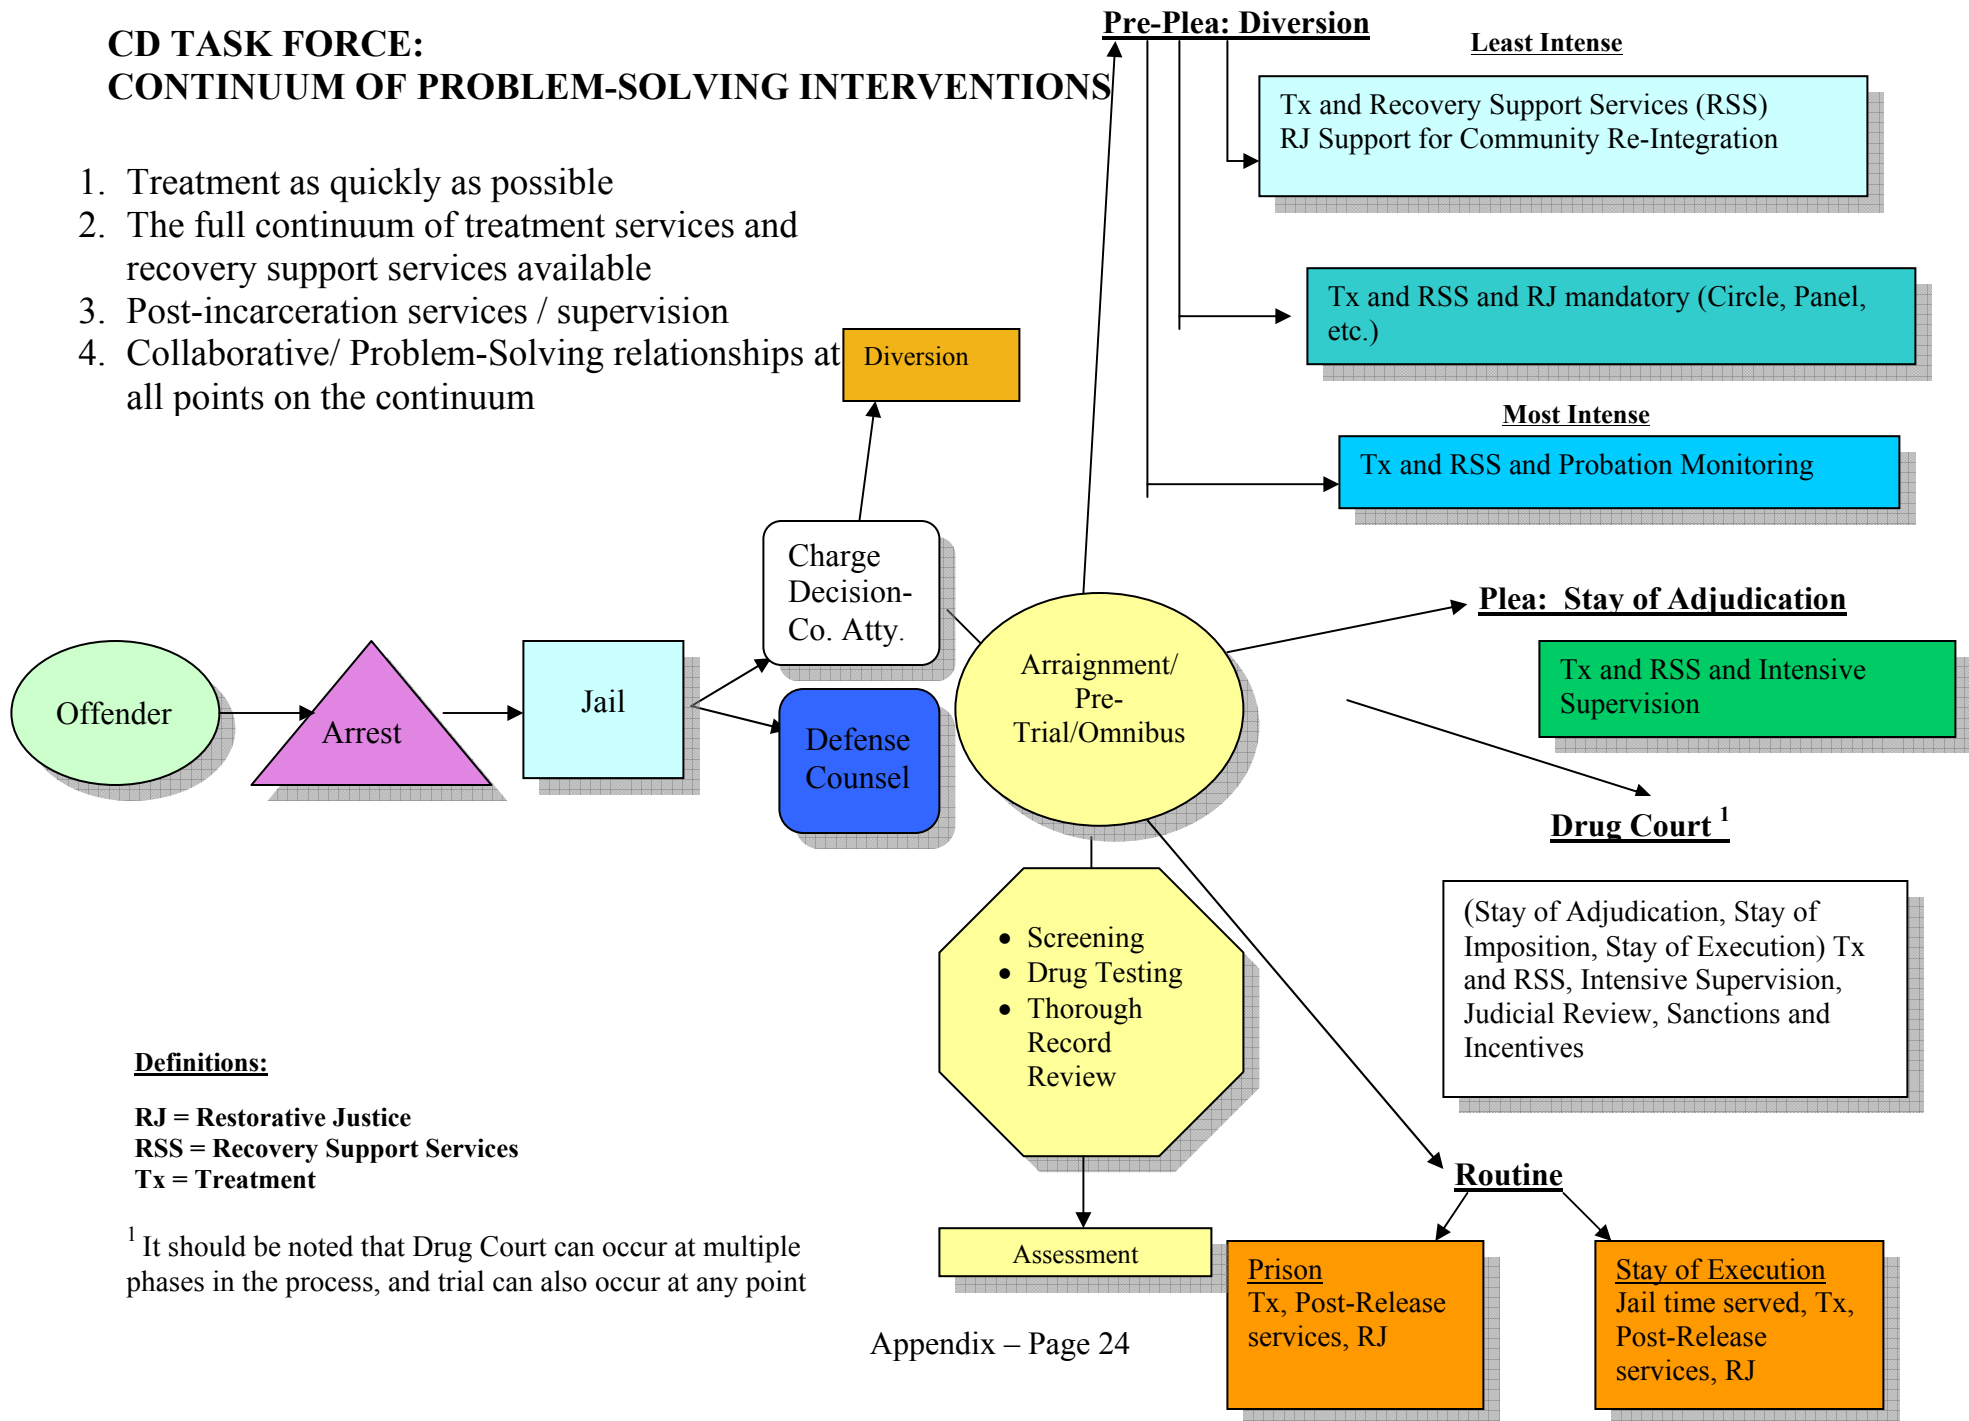 CD TASK FORCE:
CONTINUUM OF PROBLEM-SOLVING INTERVENTIONS
1. Treatment as quickly as possible
2. The full continuum of treatment services and
recovery support services available
3. Post-incarceration services / supervision
4. Collaborative/ Problem-Solving relationships at
all points on the continuum
Pre-Plea: Diversion
Least Intense
Tx and Recovery Support Services (RSS)
RJ Support for Community Re-Integration
Tx and RSS and RJ mandatory (Circle, Panel,
etc.)
Most Intense
Tx and RSS and Probation Monitoring
Diversion
Charge
Decision-
Co. Atty.
Offender
Arrest
Jail
Defense
Counsel
Arraignment/
Pre-
Trial/Omnibus
Plea: Stay of Adjudication
Tx and RSS and Intensive
Supervision
Drug Court 1
(Stay of Adjudication, Stay of
Imposition, Stay of Execution) Tx
and RSS, Intensive Supervision,
Judicial Review, Sanctions and
Incentives
• Screening
• Drug Testing
• Thorough
Record
Review
Assessment
Routine
Prison
Tx, Post-Release
services, RJ
Stay of Execution
Jail time served, Tx,
Post-Release
services, RJ
Definitions:
RJ = Restorative Justice
RSS = Recovery Support Services
Tx = Treatment
1 It should be noted that Drug Court can occur at multiple
phases in the process, and trial can also occur at any point
Appendix – Page 24